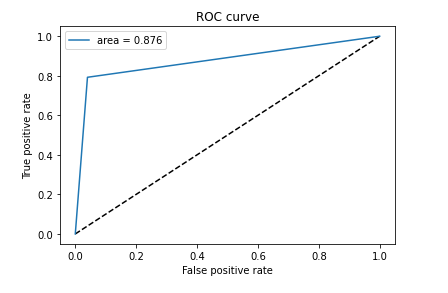 ROC curve
area = 0.876
True positive rate
1.0
0.8
0.6
0.4
0.2
0.0
0.0 0.2 0.4 0.6 0.8 1.0
False positive rate